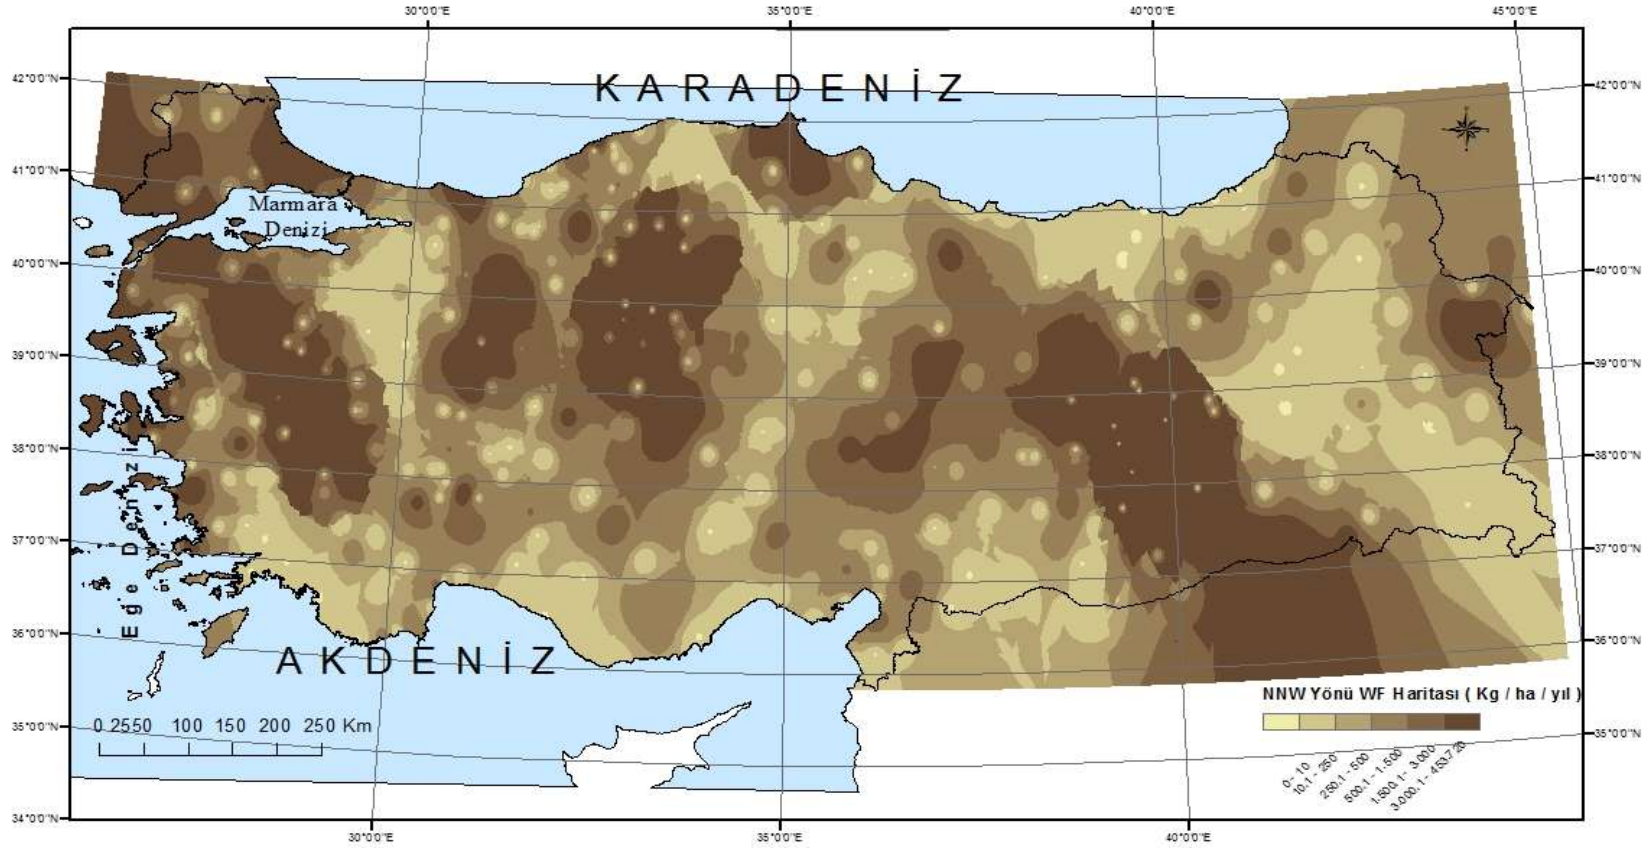 30°0'0"E 35°0'0"E 40°0'0"E 45°0'0"E
42°0'0"N 42°0'0"N
KARADENİZ
41°0'0"N 41°0'0"N
Marmara
Denizi
40°0'0"N 40°0'0"N
39°0'0"N 39°0'0"N
38°0'0"N 38°0'0"N
Ege Denizi
37°0'0"N 37°0'0"N
36°0'0"N 36°0'0"N
AKDENİZ
NNW Yönü WF Haritası ( Kg / ha / yıl )
0 2550 100 150 200 250 Km
35°0'0"N 35°0'0"N
0 - 10
10.1 - 250
250.1 - 500
500.1 - 1.500
1.500.1 - 3.000
34°0'0"N
30°0'0"E 35°0'0"E 40°0'0"E